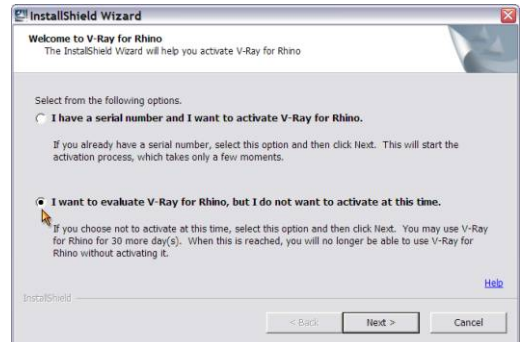 InstallShield Wizard
Welcome to V-Ray for Rhino
The InstallShield Wizard will help you activate V-Ray for Rhino
Select from the following options.
I have a serial number and I want to activate V-Ray for Rhino.
If you already have a serial number, select this option and then click Next. This will start the
activation process, which takes only a few moments.
I want to evaluate V-Ray for Rhino, but I do not want to activate at this time.
If you choose not to activate at this time, select this option and then click Next. You may use V-Ray
for Rhino for 30 more day(s). When this is reached, you will no longer be able to use V-Ray for
Rhino without activating it.
Help
InstallShield
< Back Next > Cancel